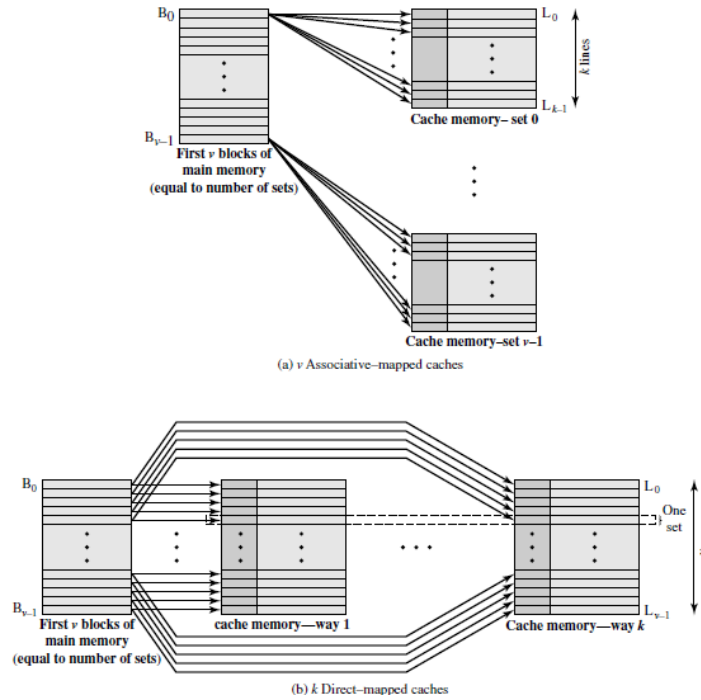 B0
L0
k lines
Lk–1
Cache memory– set 0
Bv–1
First v blocks of
main memory
(equal to number of sets)
Cache memory–set v–1
(a) v Associative–mapped caches
B0
L0
One
set
Bv–1
Lv–1
First v blocks of
main memory
(equal to number of sets)
cache memory—way 1
Cache memory—way k
(b) k Direct–mapped caches